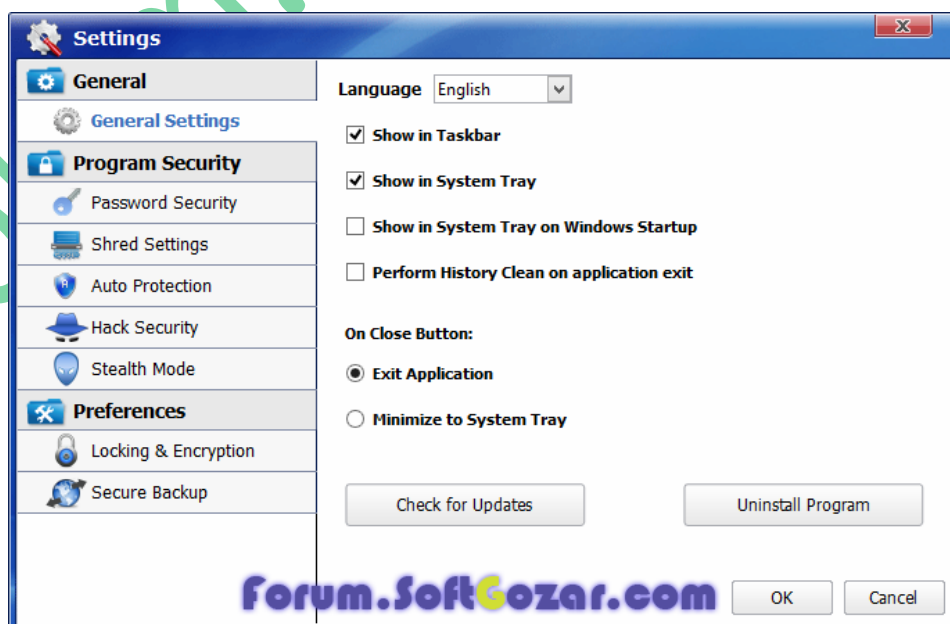 Settings
General
General Settings
Program Security
Password Security
Shred Settings
Auto Protection
Hack Security
Stealth Mode
Preferences
Locking & Encryption
Secure Backup
Language English
Show in Taskbar
Show in System Tray
Show in System Tray on Windows Startup
Perform History Clean on application exit
On Close Button:
Exit Application
Minimize to System Tray
Check for Updates Uninstall Program
Forum.SoftGozar.com
OK Cancel